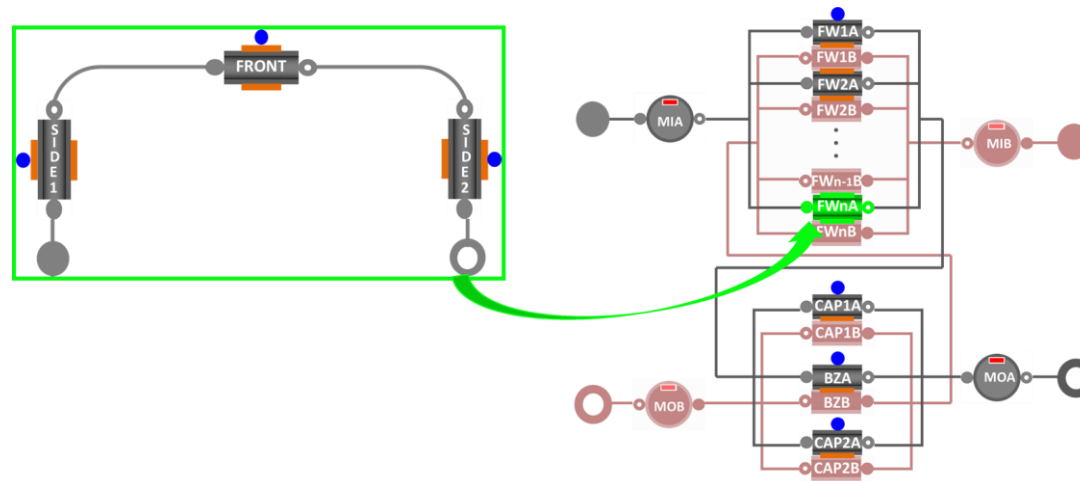 FRONT
SIDE1
SIDE2
FW1A
FW1B
FW2A
FW2B
MIA
MIB
FWn-1B
FWnA
FWnB
CAP1A
CAP1B
BZA
BZB
MOA
MOB
CAP2A
CAP2B